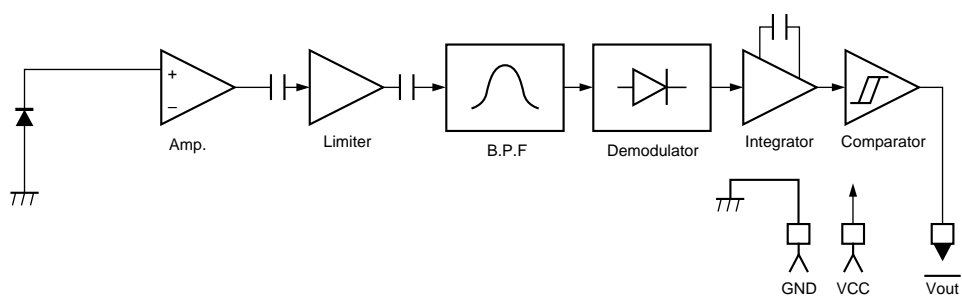 +
−
Amp.
Limiter
B.P.F
Demodulator
Integrator
Comparator
GND
VCC
Vout